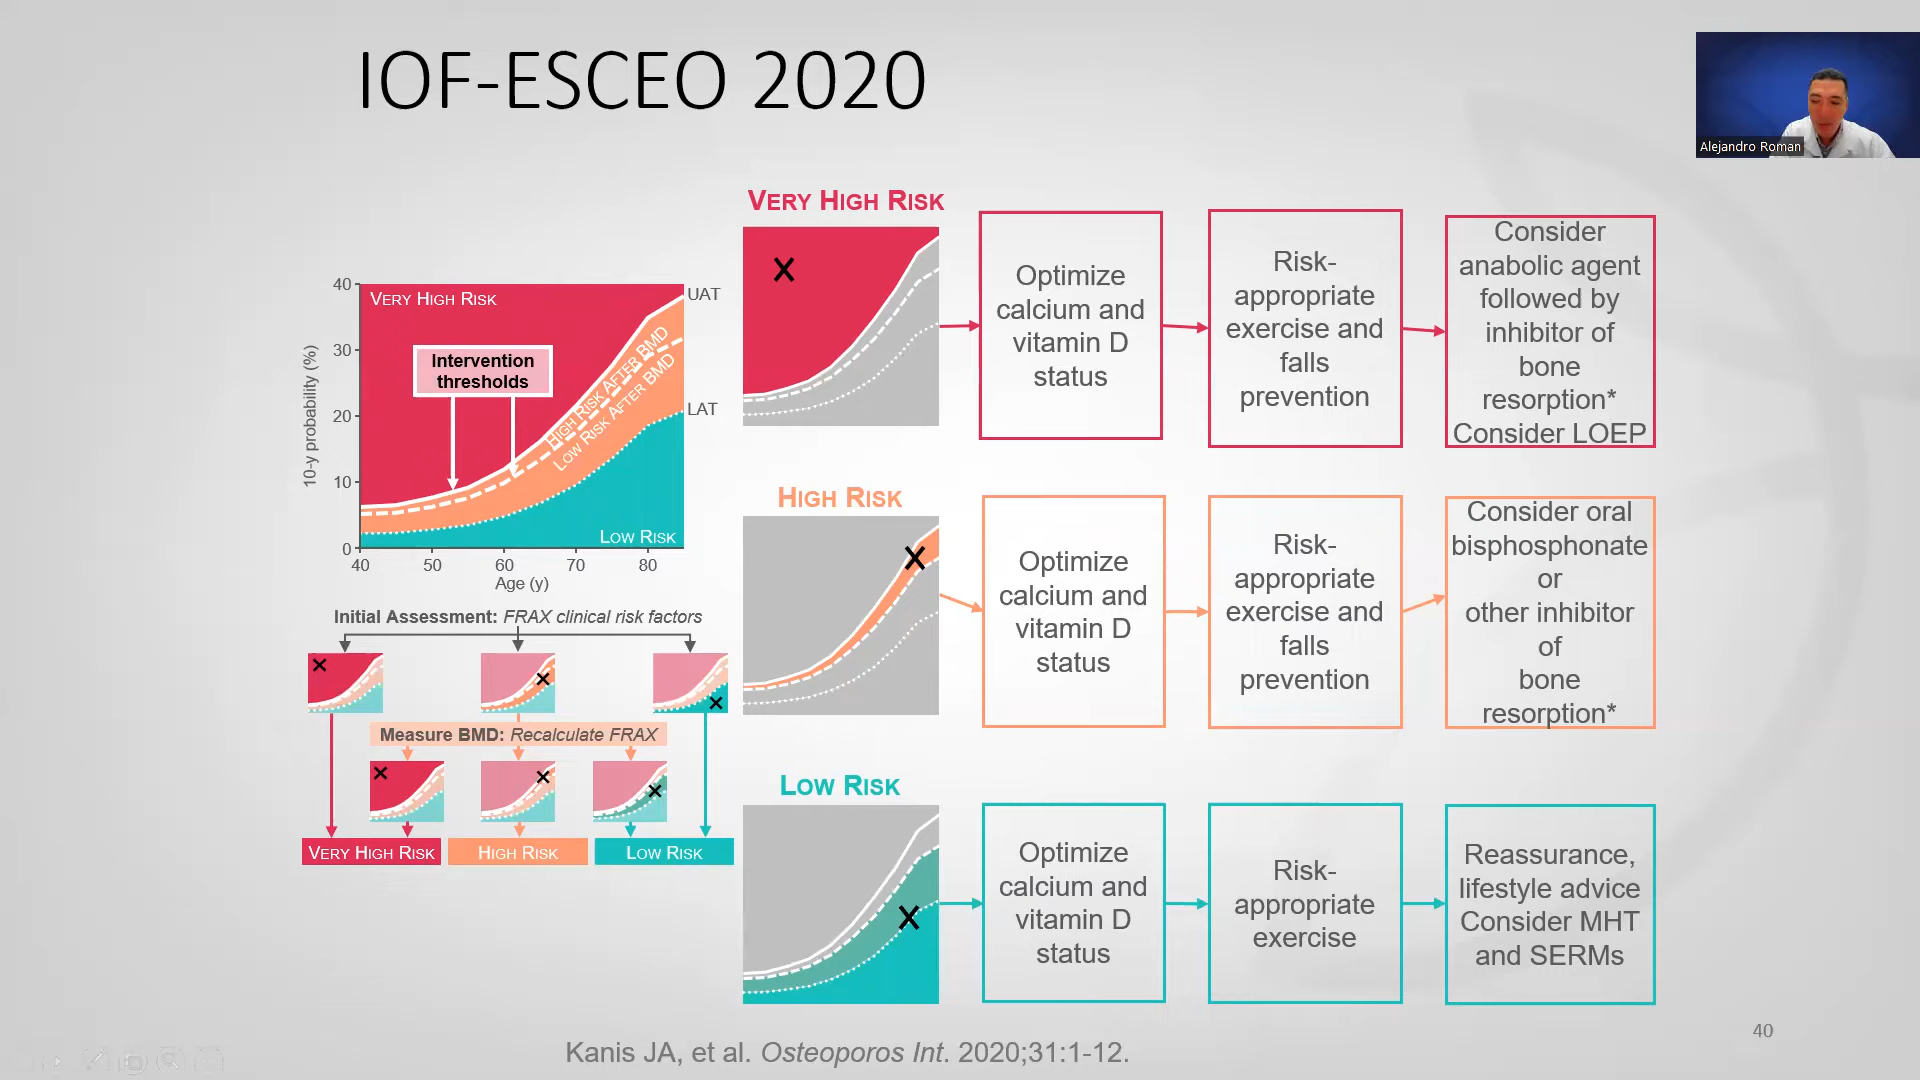 IOF-ESCEO 2020
Alejandro Roman
40
30
20
10
0
10-y probability (%)
VERY HIGH RISK
Intervention
thresholds
HIGH RISK AFTER BMD
LOW RISK AFTER BMD
LOW RISK
UAT
LAT
40 50 60 70 80
Age (y)
Initial Assessment: FRAX clinical risk factors
Measure BMD: Recalculate FRAX
VERY HIGH RISK
HIGH RISK
LOW RISK
VERY HIGH RISK
Optimize
calcium and
vitamin D
status
Risk-
appropriate
exercise and
falls
prevention
Consider
anabolic agent
followed by
inhibitor of
bone
resorption*
Consider LOEP
HIGH RISK
Optimize
calcium and
vitamin D
status
Risk-
appropriate
exercise and
falls
prevention
Consider oral
bisphosphonate
or
other inhibitor
of
bone
resorption*
LOW RISK
Optimize
calcium and
vitamin D
status
Risk-
appropriate
exercise
Reassurance,
lifestyle advice
Consider MHT
and SERMs
Kanis JA, et al. Osteoporos Int. 2020;31:1-12.
40